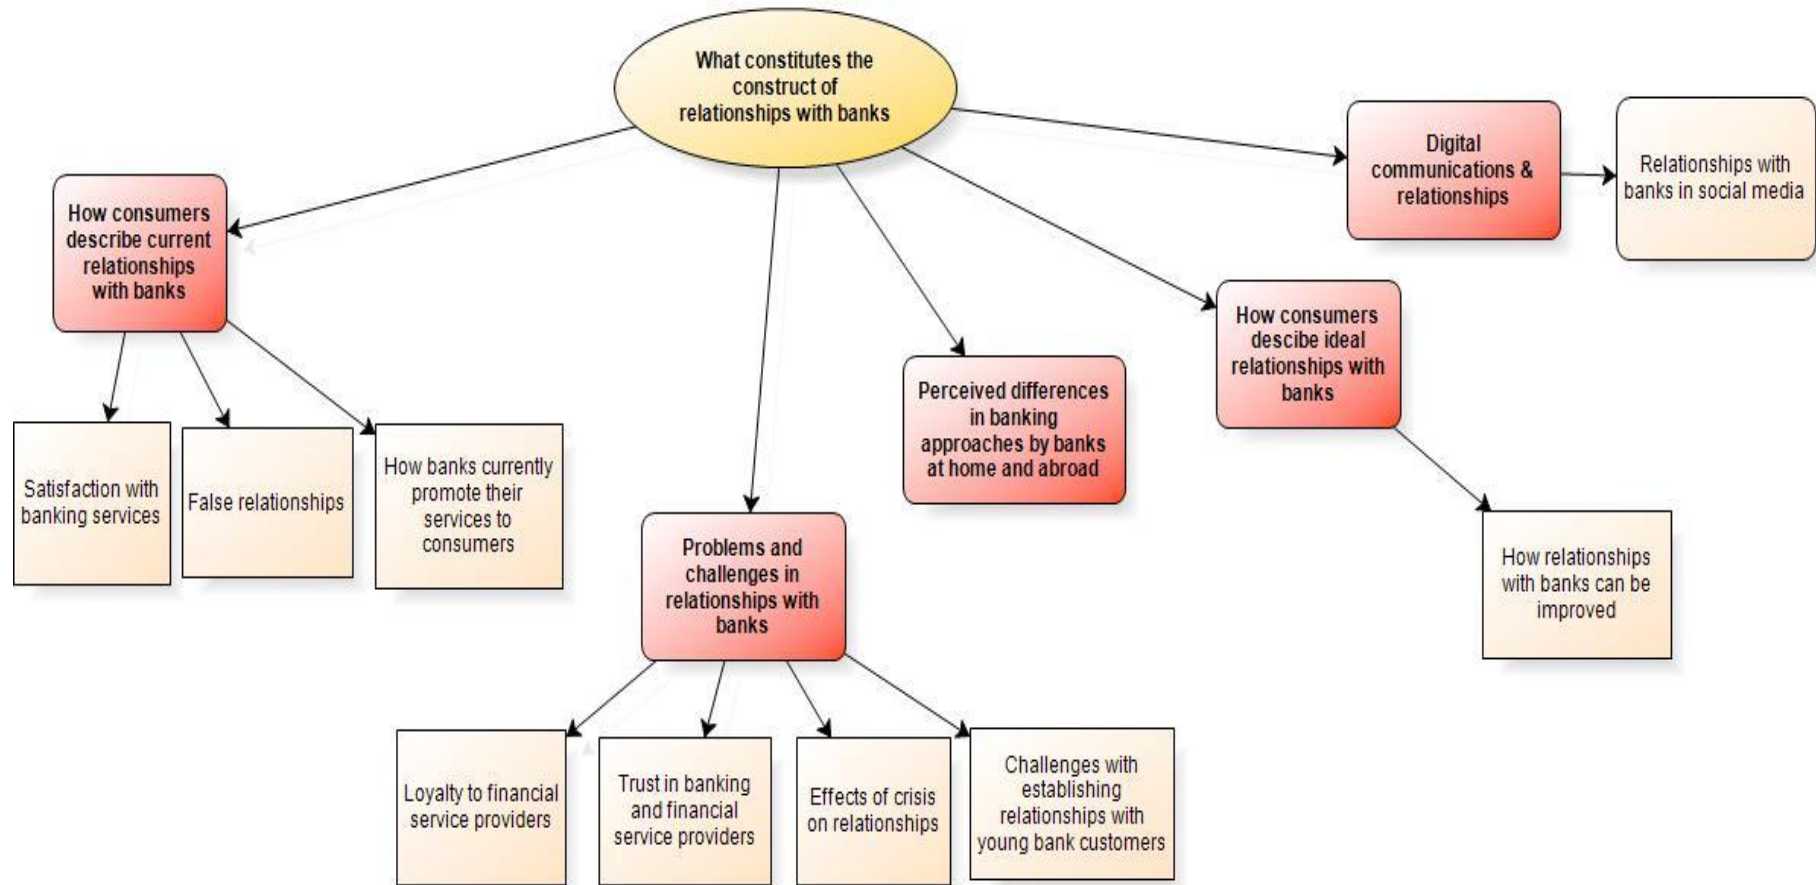 What constitutes the
construct of
relationships with banks
Digital
communications &
relationships
Relationships with
banks in social media
How consumers
describe current
relationships
with banks
How consumers
descibe ideal
relationships with
banks
Perceived differences
in banking
approaches by banks
at home and abroad
Satisfaction with
banking services
False relationships
How banks currently
promote their
services to
consumers
Problems and
challenges in
relationships with
banks
How relationships
with banks can be
improved
Loyalty to financial
service providers
Trust in banking
and financial
service providers
Effects of crisis
on relationships
Challenges with
establishing
relationships with
young bank customers